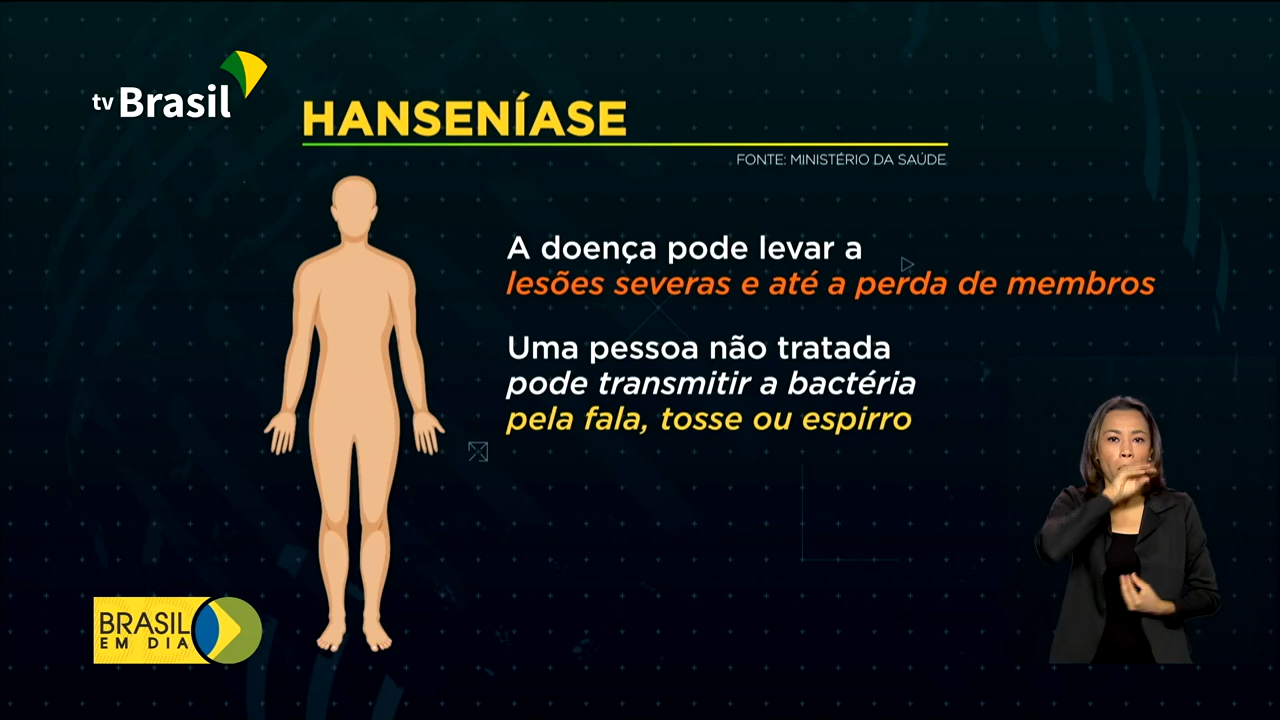 tv Brasil
HANSENÍASE
FONTE: MINISTÉRIO DA SAÚDE
A doença pode levar a
lesões severas e até a perda de membros
Uma pessoa não tratada
pode transmitir a bactéria
pela fala, tosse ou espirro
BRASIL
EM DIA